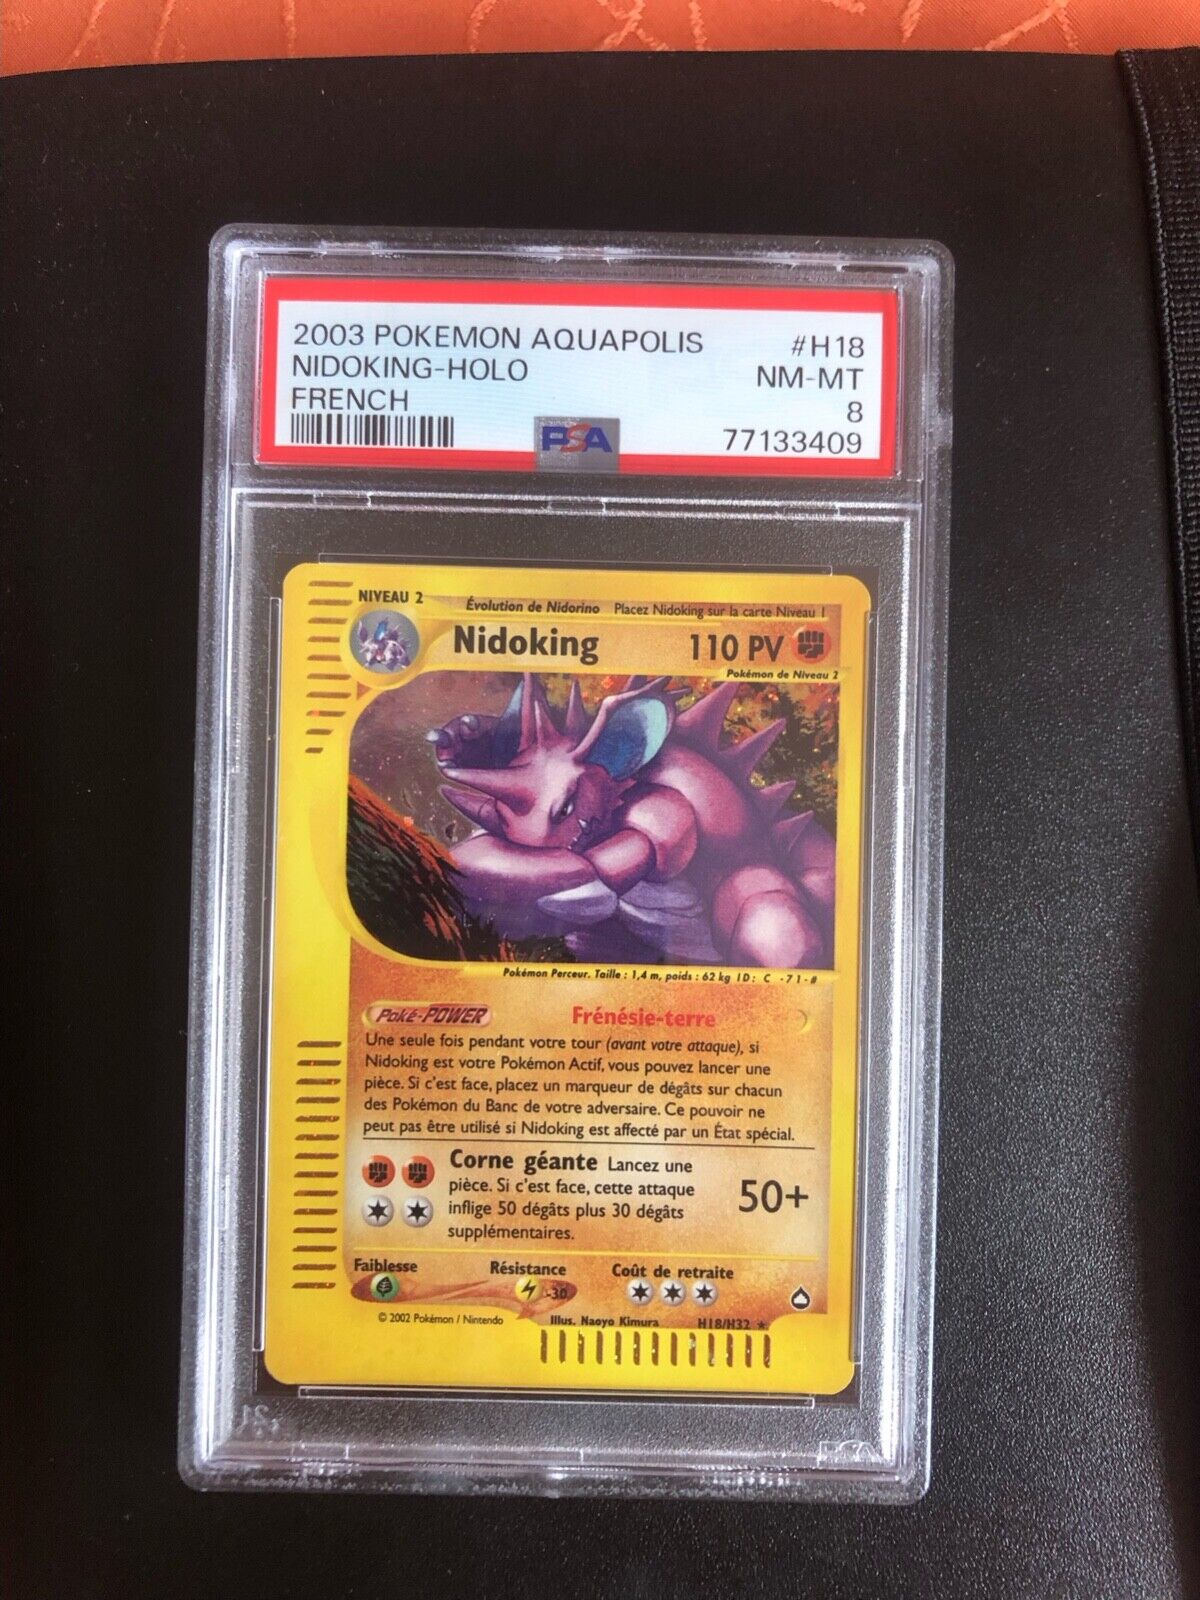 2003 POKEMON AQUAPOLIS #H18
NIDOKING-HOLO NM-MT
FRENCH 8
PSA 77133409
NIVEAU 2
Évolution de Nidorino Placez Nidoking sur la carte Niveau 1
Nidoking 110 PV
Pokémon de Niveau 2
Pokémon Perceur. Taille : 1,4 m, poids : 62 kg ID: C -71-#
Poké-POWER Frénésie-terre
Une seule fois pendant votre tour (avant votre attaque), si
Nidoking est votre Pokémon Actif, vous pouvez lancer une
pièce. Si c'est face, placez un marqueur de dégâts sur chacun
des Pokémon du Banc de votre adversaire. Ce pouvoir ne
peut pas être utilisé si Nidoking est affecté par un État spécial.
Corne géante Lancez une
pièce. Si c'est face, cette attaque
inflige 50 dégâts plus 30 dégâts
supplémentaires.
50+
Faiblesse Résistance Coût de retraite
-30
© 2002 Pokémon / Nintendo Illus. Naoyo Kimura H18/H32 ★